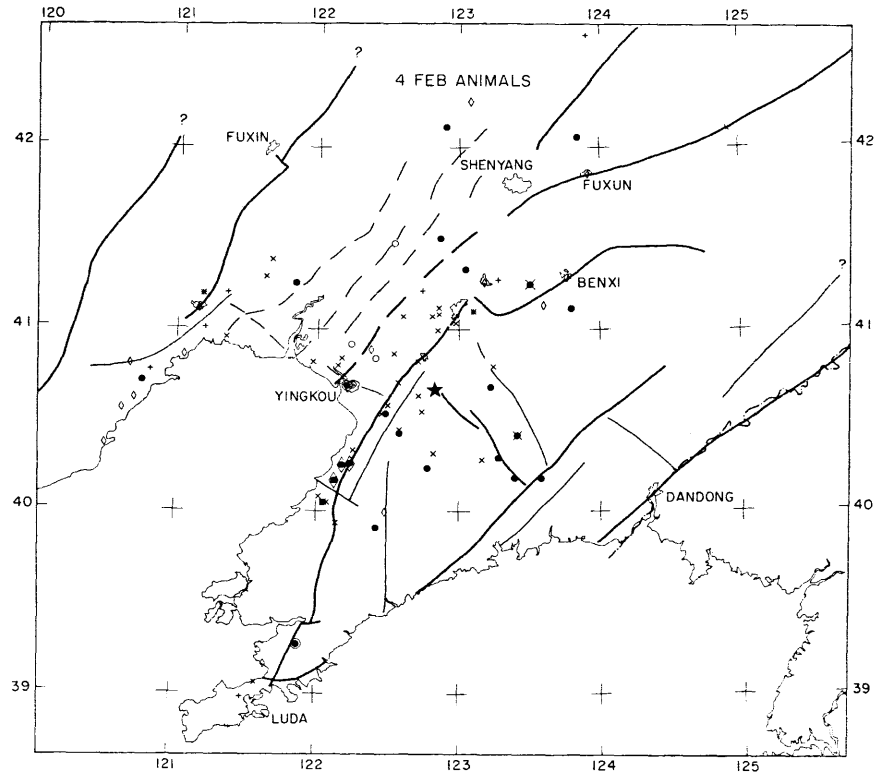 120 121 122 123 124 125
?
4 FEB ANIMALS
?
42 FUXIN 42
SHENYANG
FUXUN
?
BENXI
41 41
YINGKOU
40 DANDONG 40
39 39
LUDA
121 122 123 124 125